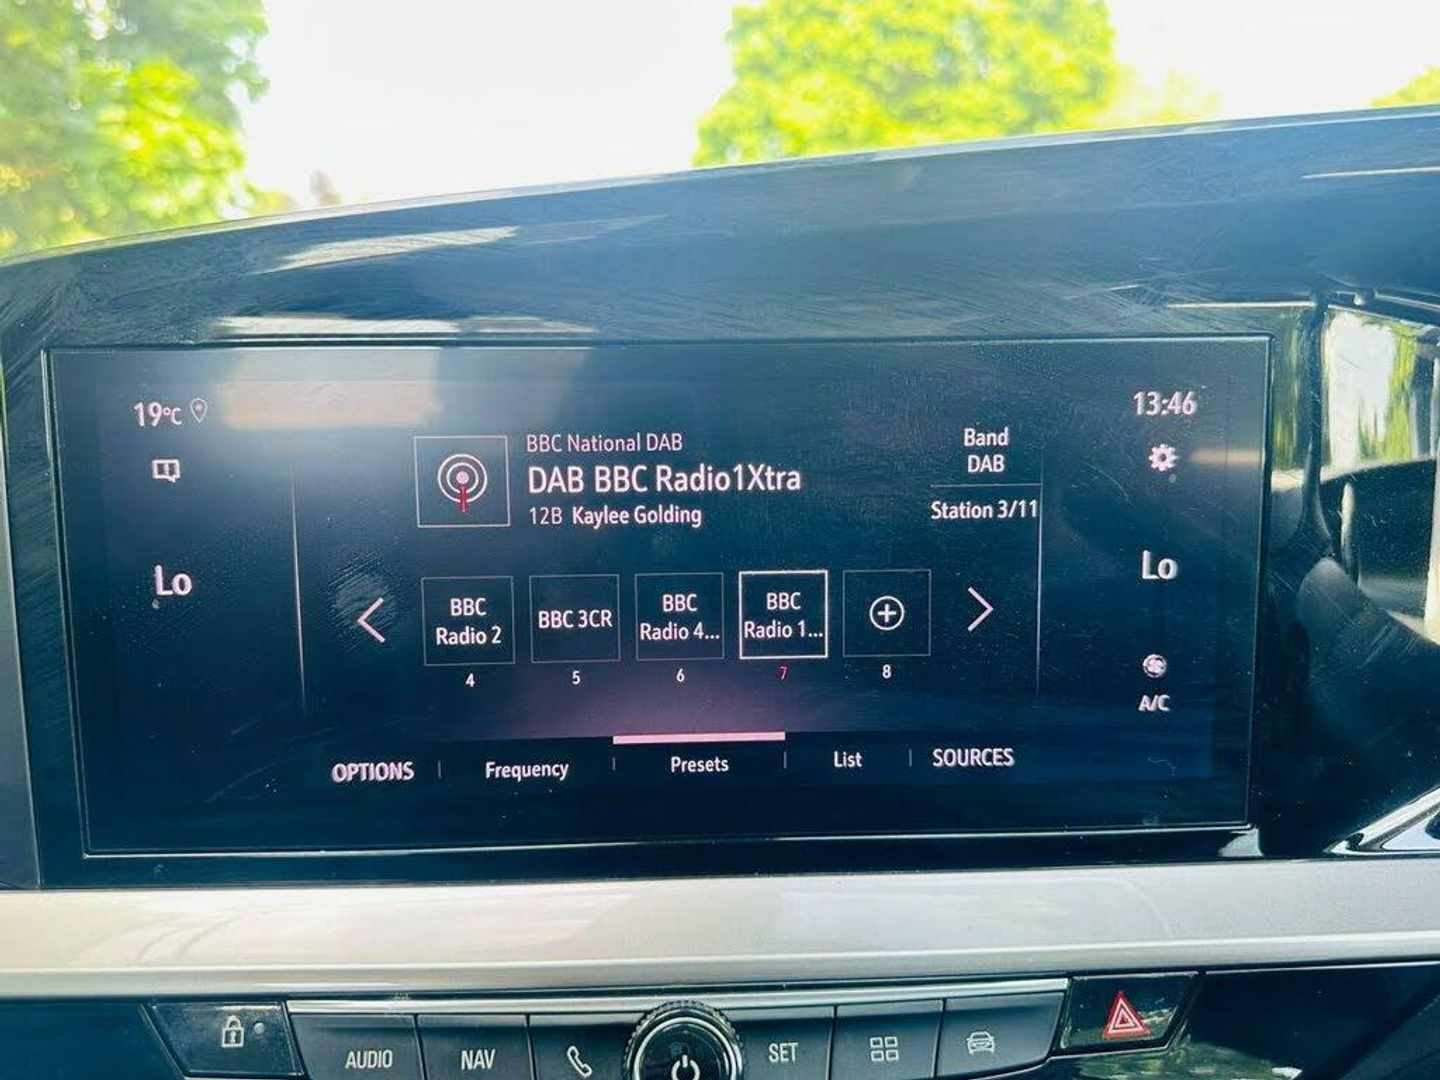 19°C
13:46
BBC National DAB
DAB BBC Radio1Xtra
12B Kaylee Golding
Band
DAB
Station 3/11
Lo
Lo
BBC
Radio 2
BBC 3CR
BBC
Radio 4...
BBC
Radio 1...
4
5
6
7
8
A/C
OPTIONS
Frequency
Presets
List
SOURCES
AUDIO
NAV
SET